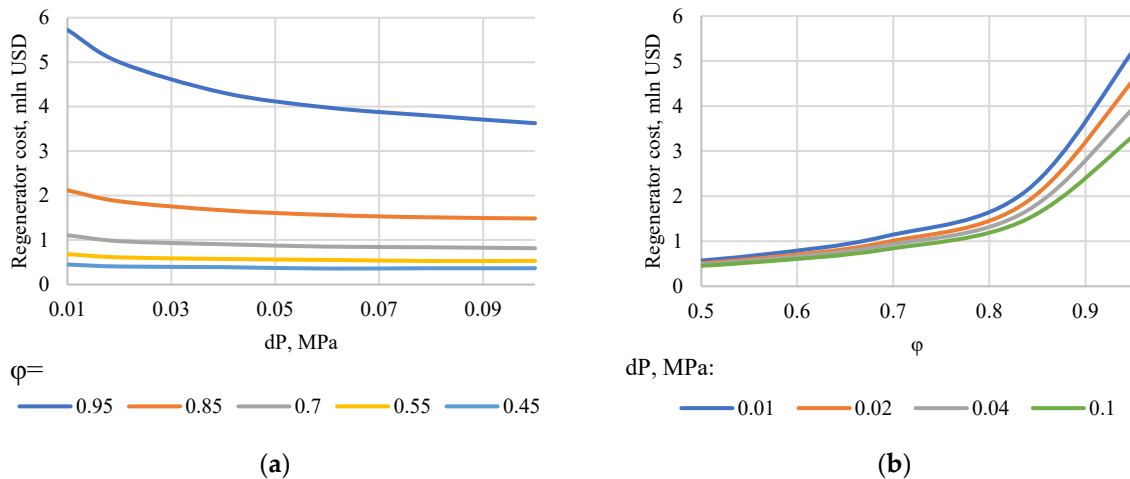 Regenerator cost, mln USD
6
5
4
3
2
1
0
0.01 0.03 0.05 0.07 0.09
dP, MPa
φ=
0.95 0.85 0.7 0.55 0.45
(a)
Regenerator cost, mln USD
6
5
4
3
2
1
0
0.5 0.6 0.7 0.8 0.9
φ
dP, MPa:
0.01 0.02 0.04 0.1
(b)